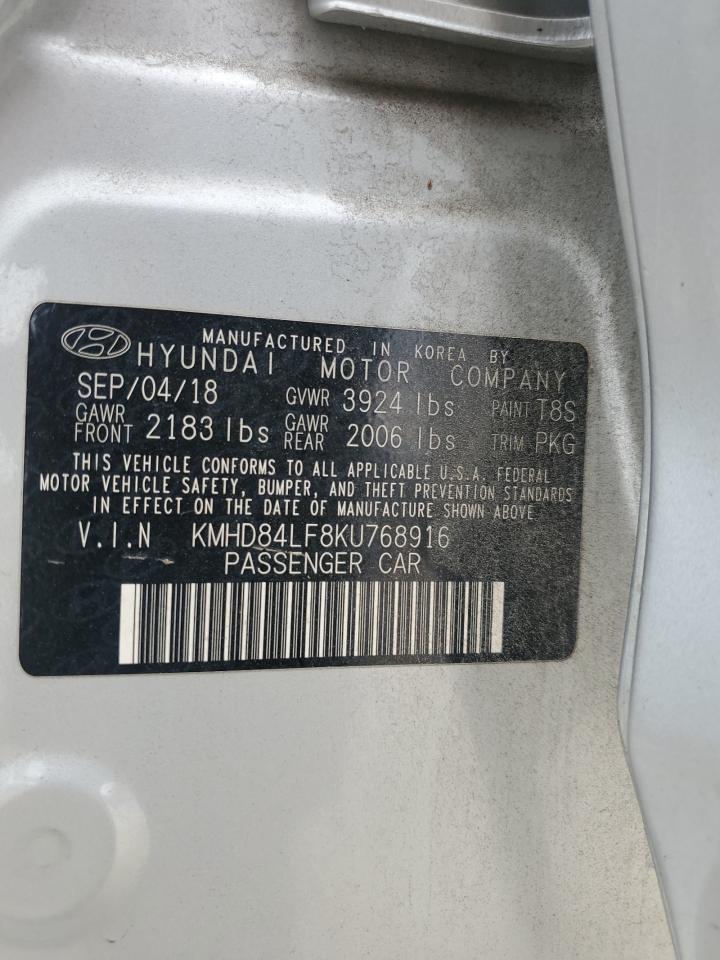 MANUFACTURED IN KOREA BY
HYUNDAI MOTOR COMPANY
SEP/04/18 GVWR 3924 lbs PAINT T8S
GAWR FRONT 2183 lbs GAWR REAR 2006 lbs TRIM PKG
THIS VEHICLE CONFORMS TO ALL APPLICABLE U.S.A. FEDERAL
MOTOR VEHICLE SAFETY, BUMPER, AND THEFT PREVENTION STANDARDS
IN EFFECT ON THE DATE OF MANUFACTURE SHOWN ABOVE.
V.I.N KMHD84LF8KU768916
PASSENGER CAR